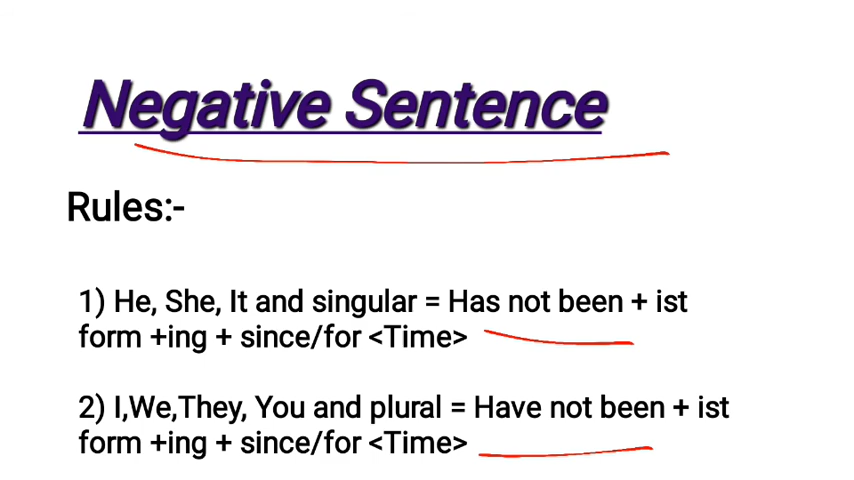 Negative Sentence
Rules:-
1) He, She, It and singular = Has not been + ist
form +ing + since/for <Time>
2) I,We,They, You and plural = Have not been + ist
form +ing + since/for <Time>